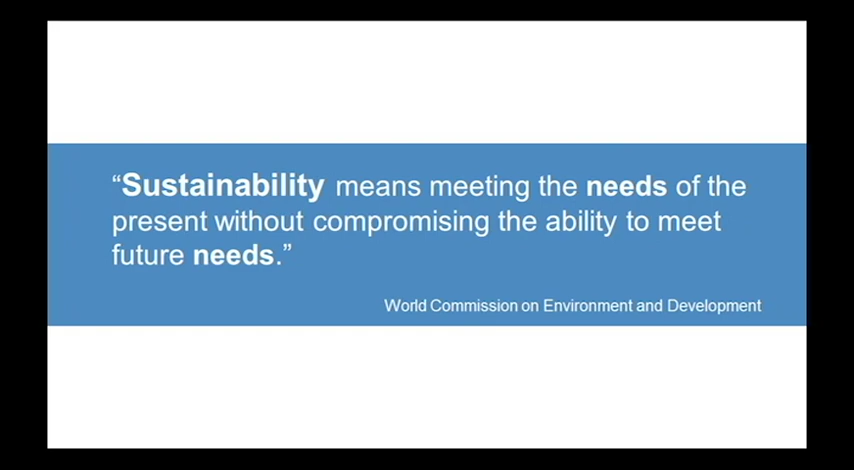 “Sustainability means meeting the needs of the
present without compromising the ability to meet
future needs.”
World Commission on Environment and Development